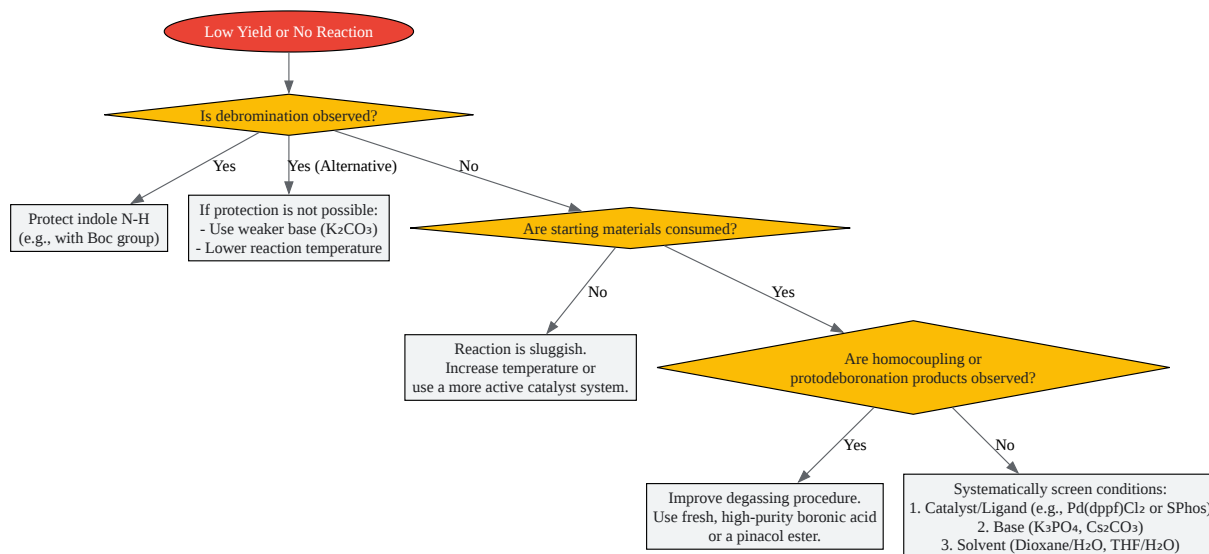 Low Yield or No Reaction
Is debromination observed?
Yes
Yes (Alternative)
No
Protect indole N-H
(e.g., with Boc group)
If protection is not possible:
- Use weaker base (K₂CO₃)
- Lower reaction temperature
Are starting materials consumed?
No
Yes
Reaction is sluggish.
Increase temperature or
use a more active catalyst system.
Are homocoupling or
protodeboronation products observed?
Yes
No
Improve degassing procedure.
Use fresh, high-purity boronic acid
or a pinacol ester.
Systematically screen conditions:
1. Catalyst/Ligand (e.g., Pd(dppf)Cl₂ or SPhos)
2. Base (K₃PO₄, Cs₂CO₃)
3. Solvent (Dioxane/H₂O, THF/H₂O)